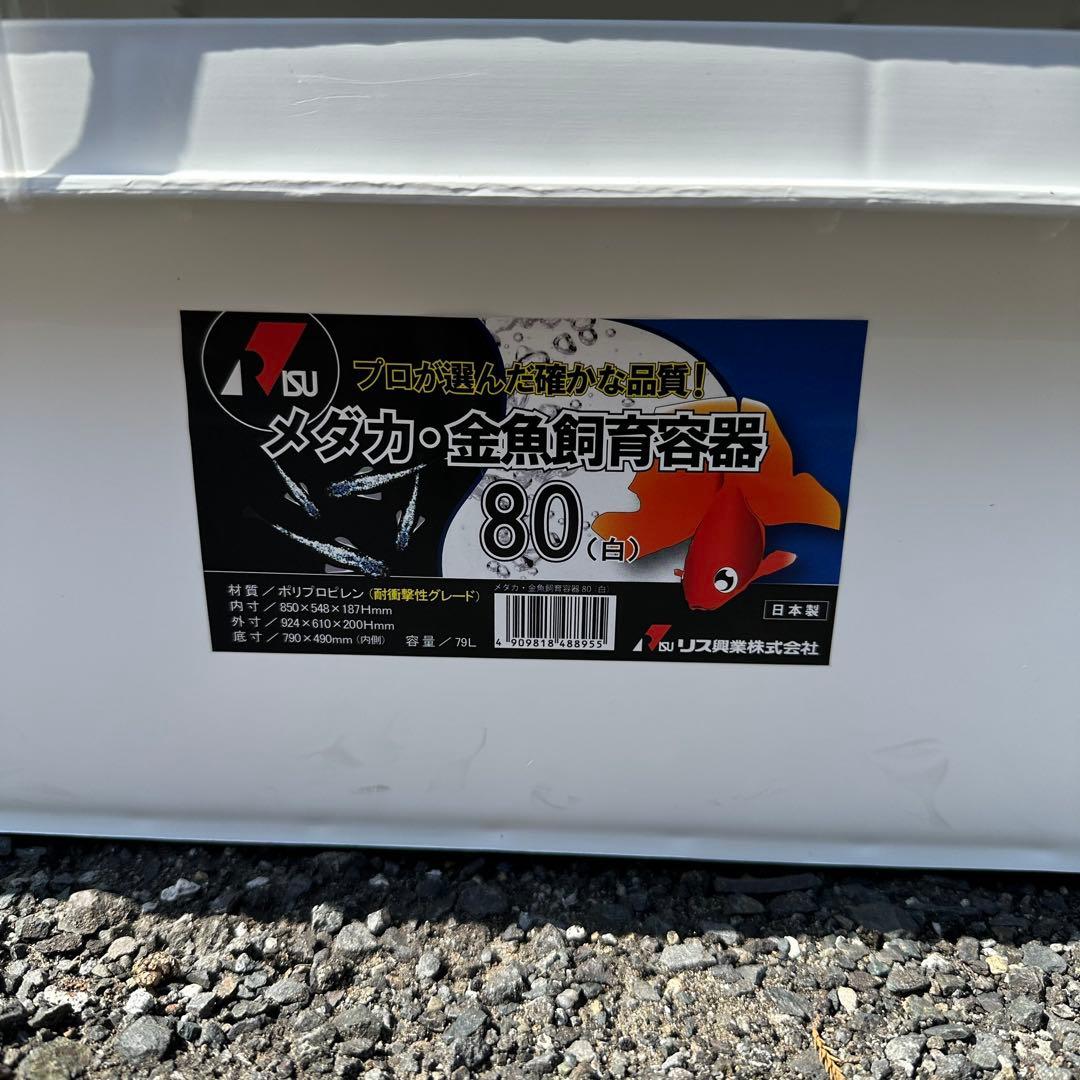 RISU
プロが選んだ確かな品質!
メダカ・金魚飼育容器
80(白)
材質/ポリプロピレン(耐衝撃性グレード)
内寸/850×548×187Hmm
外寸/924×610×200Hmm
底寸/790×490mm(内側) 容量/79L
メダカ・金魚飼育容器80(白)
4 909818 488955
日本製
RISU リス興業株式会社